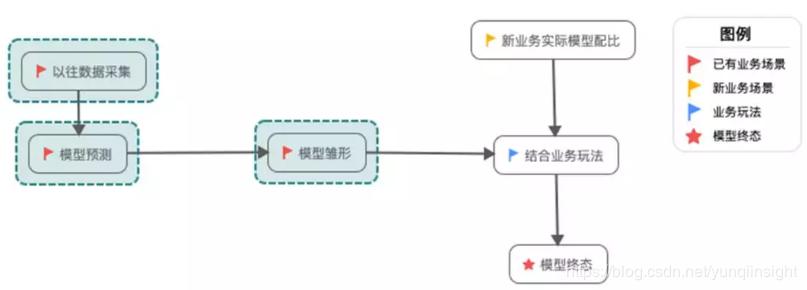 新业务实际模型配比
以往数据采集
模型预测
模型雏形
结合业务玩法
模型终态
图例
已有业务场景
新业务场景
业务玩法
模型终态
https://blog.csdn.net/yunqiinsight